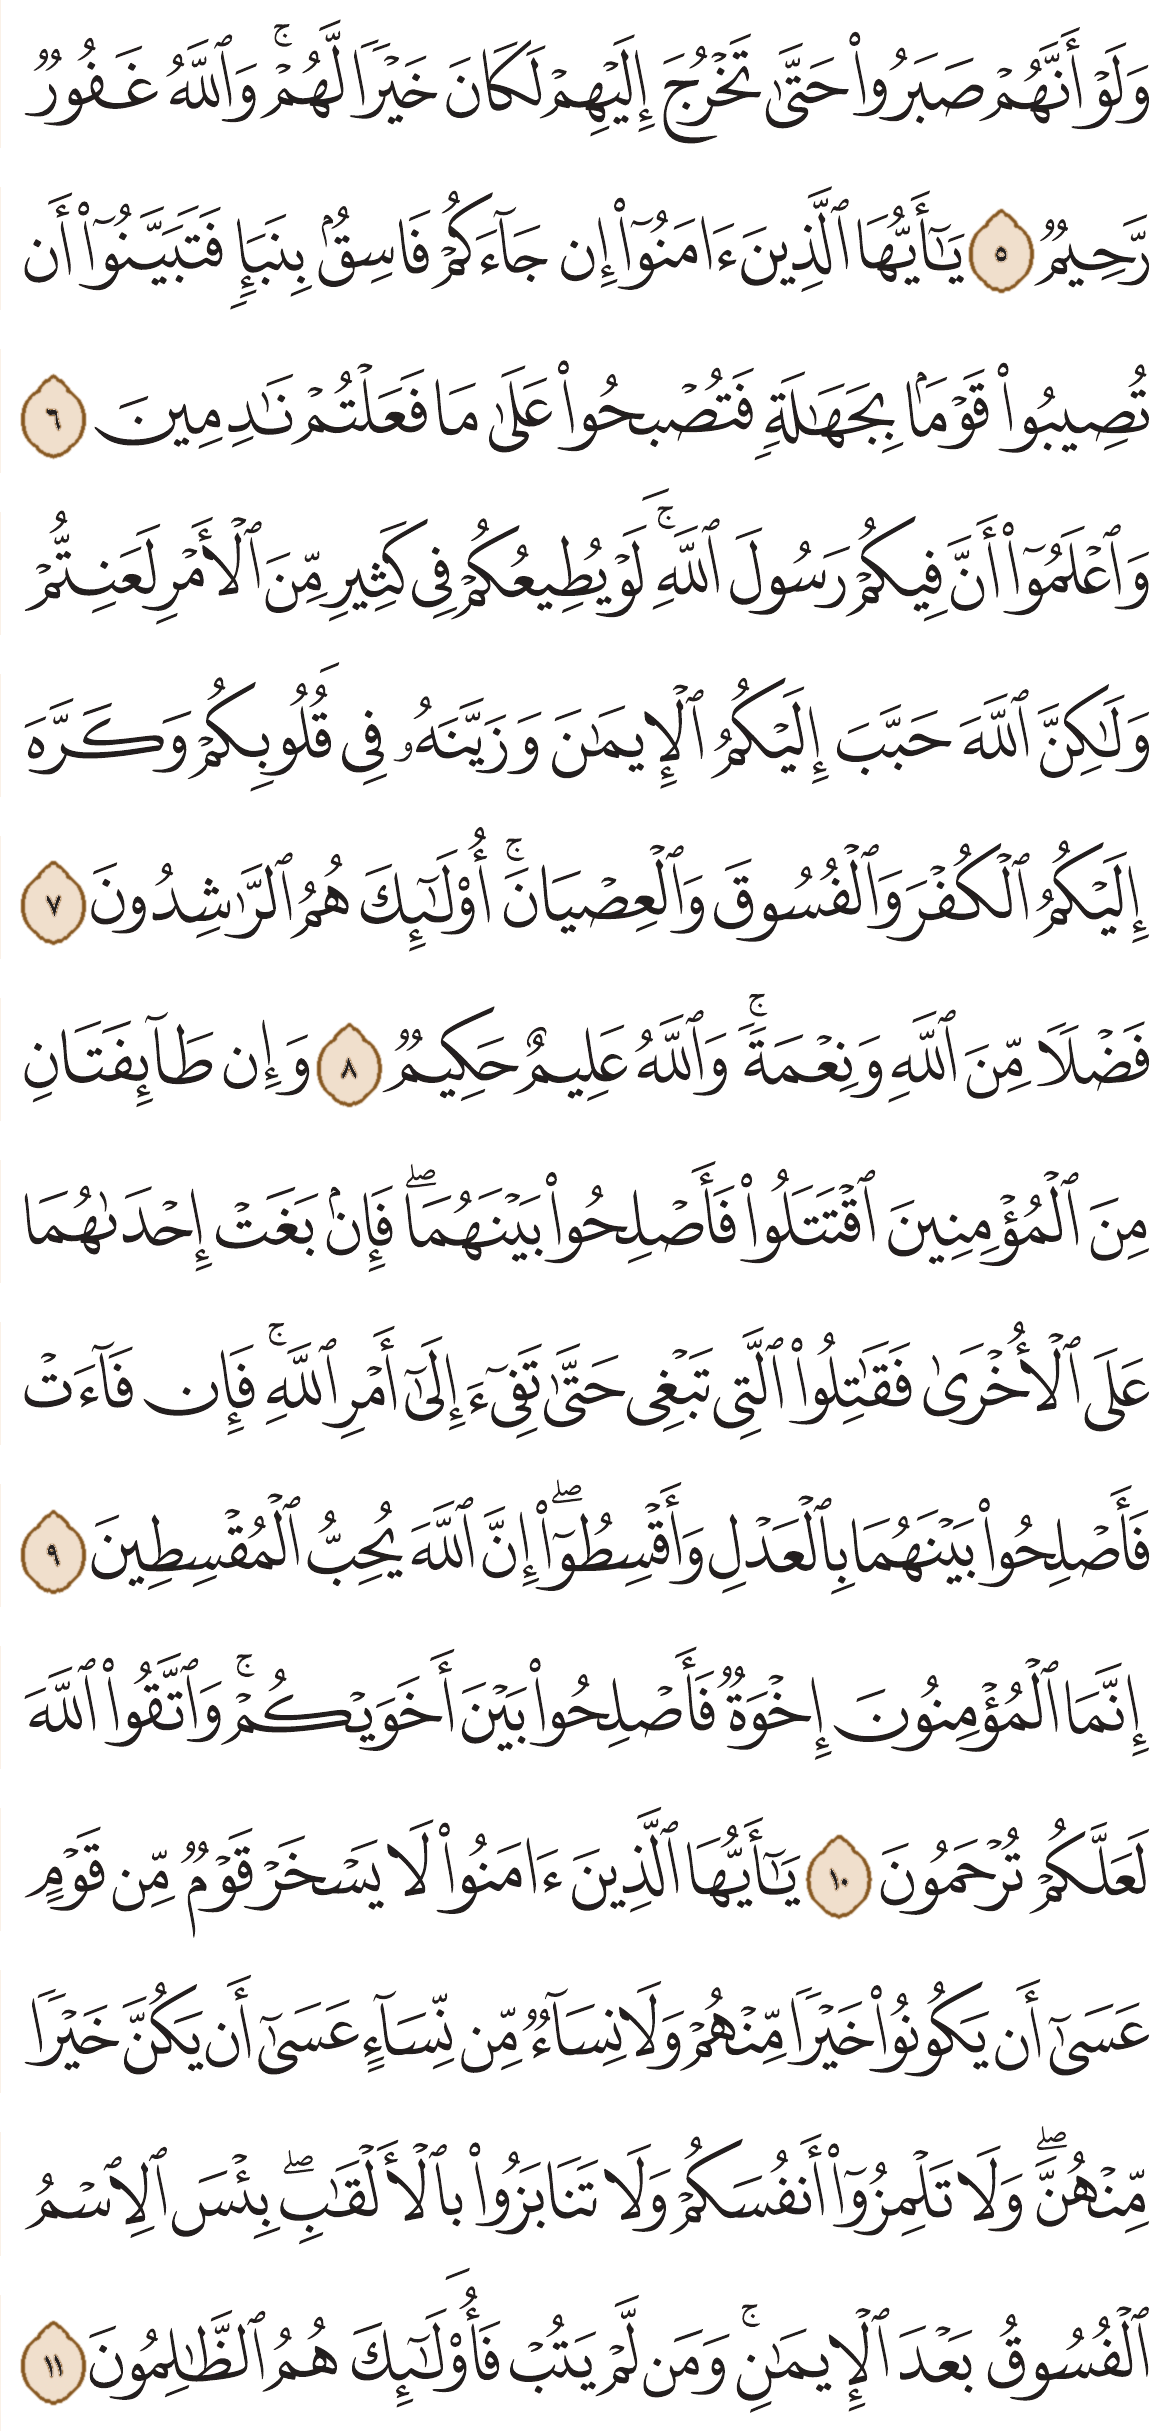 وَلَوْ أَنَّهُمْ صَبَرُوا۟ حَتَّىٰ تَخْرُجَ إِلَيْهِمْ لَكَانَ خَيْرًا لَّهُمْ ۚ وَٱللَّهُ غَفُورٌ
رَّحِيمٌ ٥ يَـٰٓأَيُّهَا ٱلَّذِينَ ءَامَنُوٓا۟ إِن جَآءَكُمْ فَاسِقٌۢ بِنَبَإٍ فَتَبَيَّنُوٓا۟ أَن
تُصِيبُوا۟ قَوْمًۢا بِجَهَـٰلَةٍ فَتُصْبِحُوا۟ عَلَىٰ مَا فَعَلْتُمْ نَـٰدِمِينَ ٦
وَٱعْلَمُوٓا۟ أَنَّ فِيكُمْ رَسُولَ ٱللَّهِ ۚ لَوْ يُطِيعُكُمْ فِى كَثِيرٍ مِّنَ ٱلْأَمْرِ لَعَنِتُّمْ
وَلَـٰكِنَّ ٱللَّهَ حَبَّبَ إِلَيْكُمُ ٱلْإِيمَـٰنَ وَزَيَّنَهُۥ فِى قُلُوبِكُمْ وَكَرَّهَ
إِلَيْكُمُ ٱلْكُفْرَ وَٱلْفُسُوقَ وَٱلْعِصْيَانَ ۚ أُو۟لَـٰٓئِكَ هُمُ ٱلرَّٰشِدُونَ ٧
فَضْلًا مِّنَ ٱللَّهِ وَنِعْمَةً ۚ وَٱللَّهُ عَلِيمٌ حَكِيمٌ ٨ وَإِن طَآئِفَتَانِ
مِنَ ٱلْمُؤْمِنِينَ ٱقْتَتَلُوا۟ فَأَصْلِحُوا۟ بَيْنَهُمَا ۖ فَإِنۢ بَغَتْ إِحْدَىٰهُمَا
عَلَى ٱلْأُخْرَىٰ فَقَـٰتِلُوا۟ ٱلَّتِى تَبْغِى حَتَّىٰ تَفِىٓءَ إِلَىٰٓ أَمْرِ ٱللَّهِ ۚ فَإِن فَآءَتْ
فَأَصْلِحُوا۟ بَيْنَهُمَا بِٱلْعَدْلِ وَأَقْسِطُوٓا۟ ۖ إِنَّ ٱللَّهَ يُحِبُّ ٱلْمُقْسِطِينَ ٩
إِنَّمَا ٱلْمُؤْمِنُونَ إِخْوَةٌ فَأَصْلِحُوا۟ بَيْنَ أَخَوَيْكُمْ ۚ وَٱتَّقُوا۟ ٱللَّهَ
لَعَلَّكُمْ تُرْحَمُونَ ١٠ يَـٰٓأَيُّهَا ٱلَّذِينَ ءَامَنُوا۟ لَا يَسْخَرْ قَوْمٌ مِّن قَوْمٍ
عَسَىٰٓ أَن يَكُونُوا۟ خَيْرًا مِّنْهُمْ وَلَا نِسَآءٌ مِّن نِّسَآءٍ عَسَىٰٓ أَن يَكُنَّ خَيْرًا
مِّنْهُنَّ ۖ وَلَا تَلْمِزُوٓا۟ أَنفُسَكُمْ وَلَا تَنَابَزُوا۟ بِٱلْأَلْقَـٰبِ ۖ بِئْسَ ٱلِٱسْمُ
ٱلْفُسُوقُ بَعْدَ ٱلْإِيمَـٰنِ ۚ وَمَن لَّمْ يَتُبْ فَأُو۟لَـٰٓئِكَ هُمُ ٱلظَّـٰلِمُونَ ١١